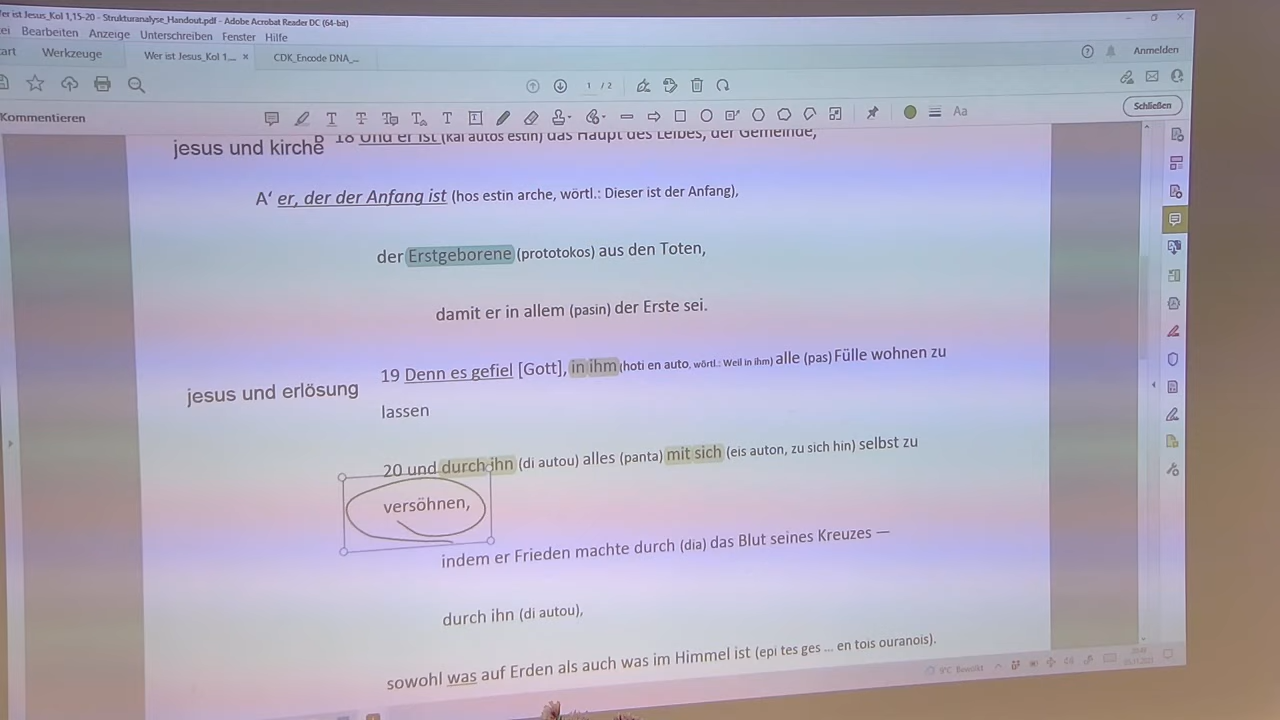 Wer ist Jesus_Kol 1,15-20 - Strukturanalyse_Handout.pdf - Adobe Acrobat Reader DC (64-bit)
Bearbeiten Anzeige Unterschreiben Fenster Hilfe
Werkzeuge Wer ist Jesus_Kol 1,... × CDK_Encode DNA_... Anmelden
1 / 2
Kommentieren Aa Schließen
jesus und kirche
18 Und er ist (kai autos estin) das Haupt des Leibes, der Gemeinde,
A‘ er, der der Anfang ist (hos estin arche, wörtl.: Dieser ist der Anfang),
der Erstgeborene (prototokos) aus den Toten,
damit er in allem (pasin) der Erste sei.
jesus und erlösung
19 Denn es gefiel [Gott], in ihm (hoti en auto, wörtl.: Weil in ihm) alle (pas) Fülle wohnen zu
lassen
20 und durch ihn (di autou) alles (panta) mit sich (eis auton, zu sich hin) selbst zu
versöhnen,
indem er Frieden machte durch (dia) das Blut seines Kreuzes —
durch ihn (di autou),
sowohl was auf Erden als auch was im Himmel ist (epi tes ges ... en tois ouranois).
9°C Bewölkt